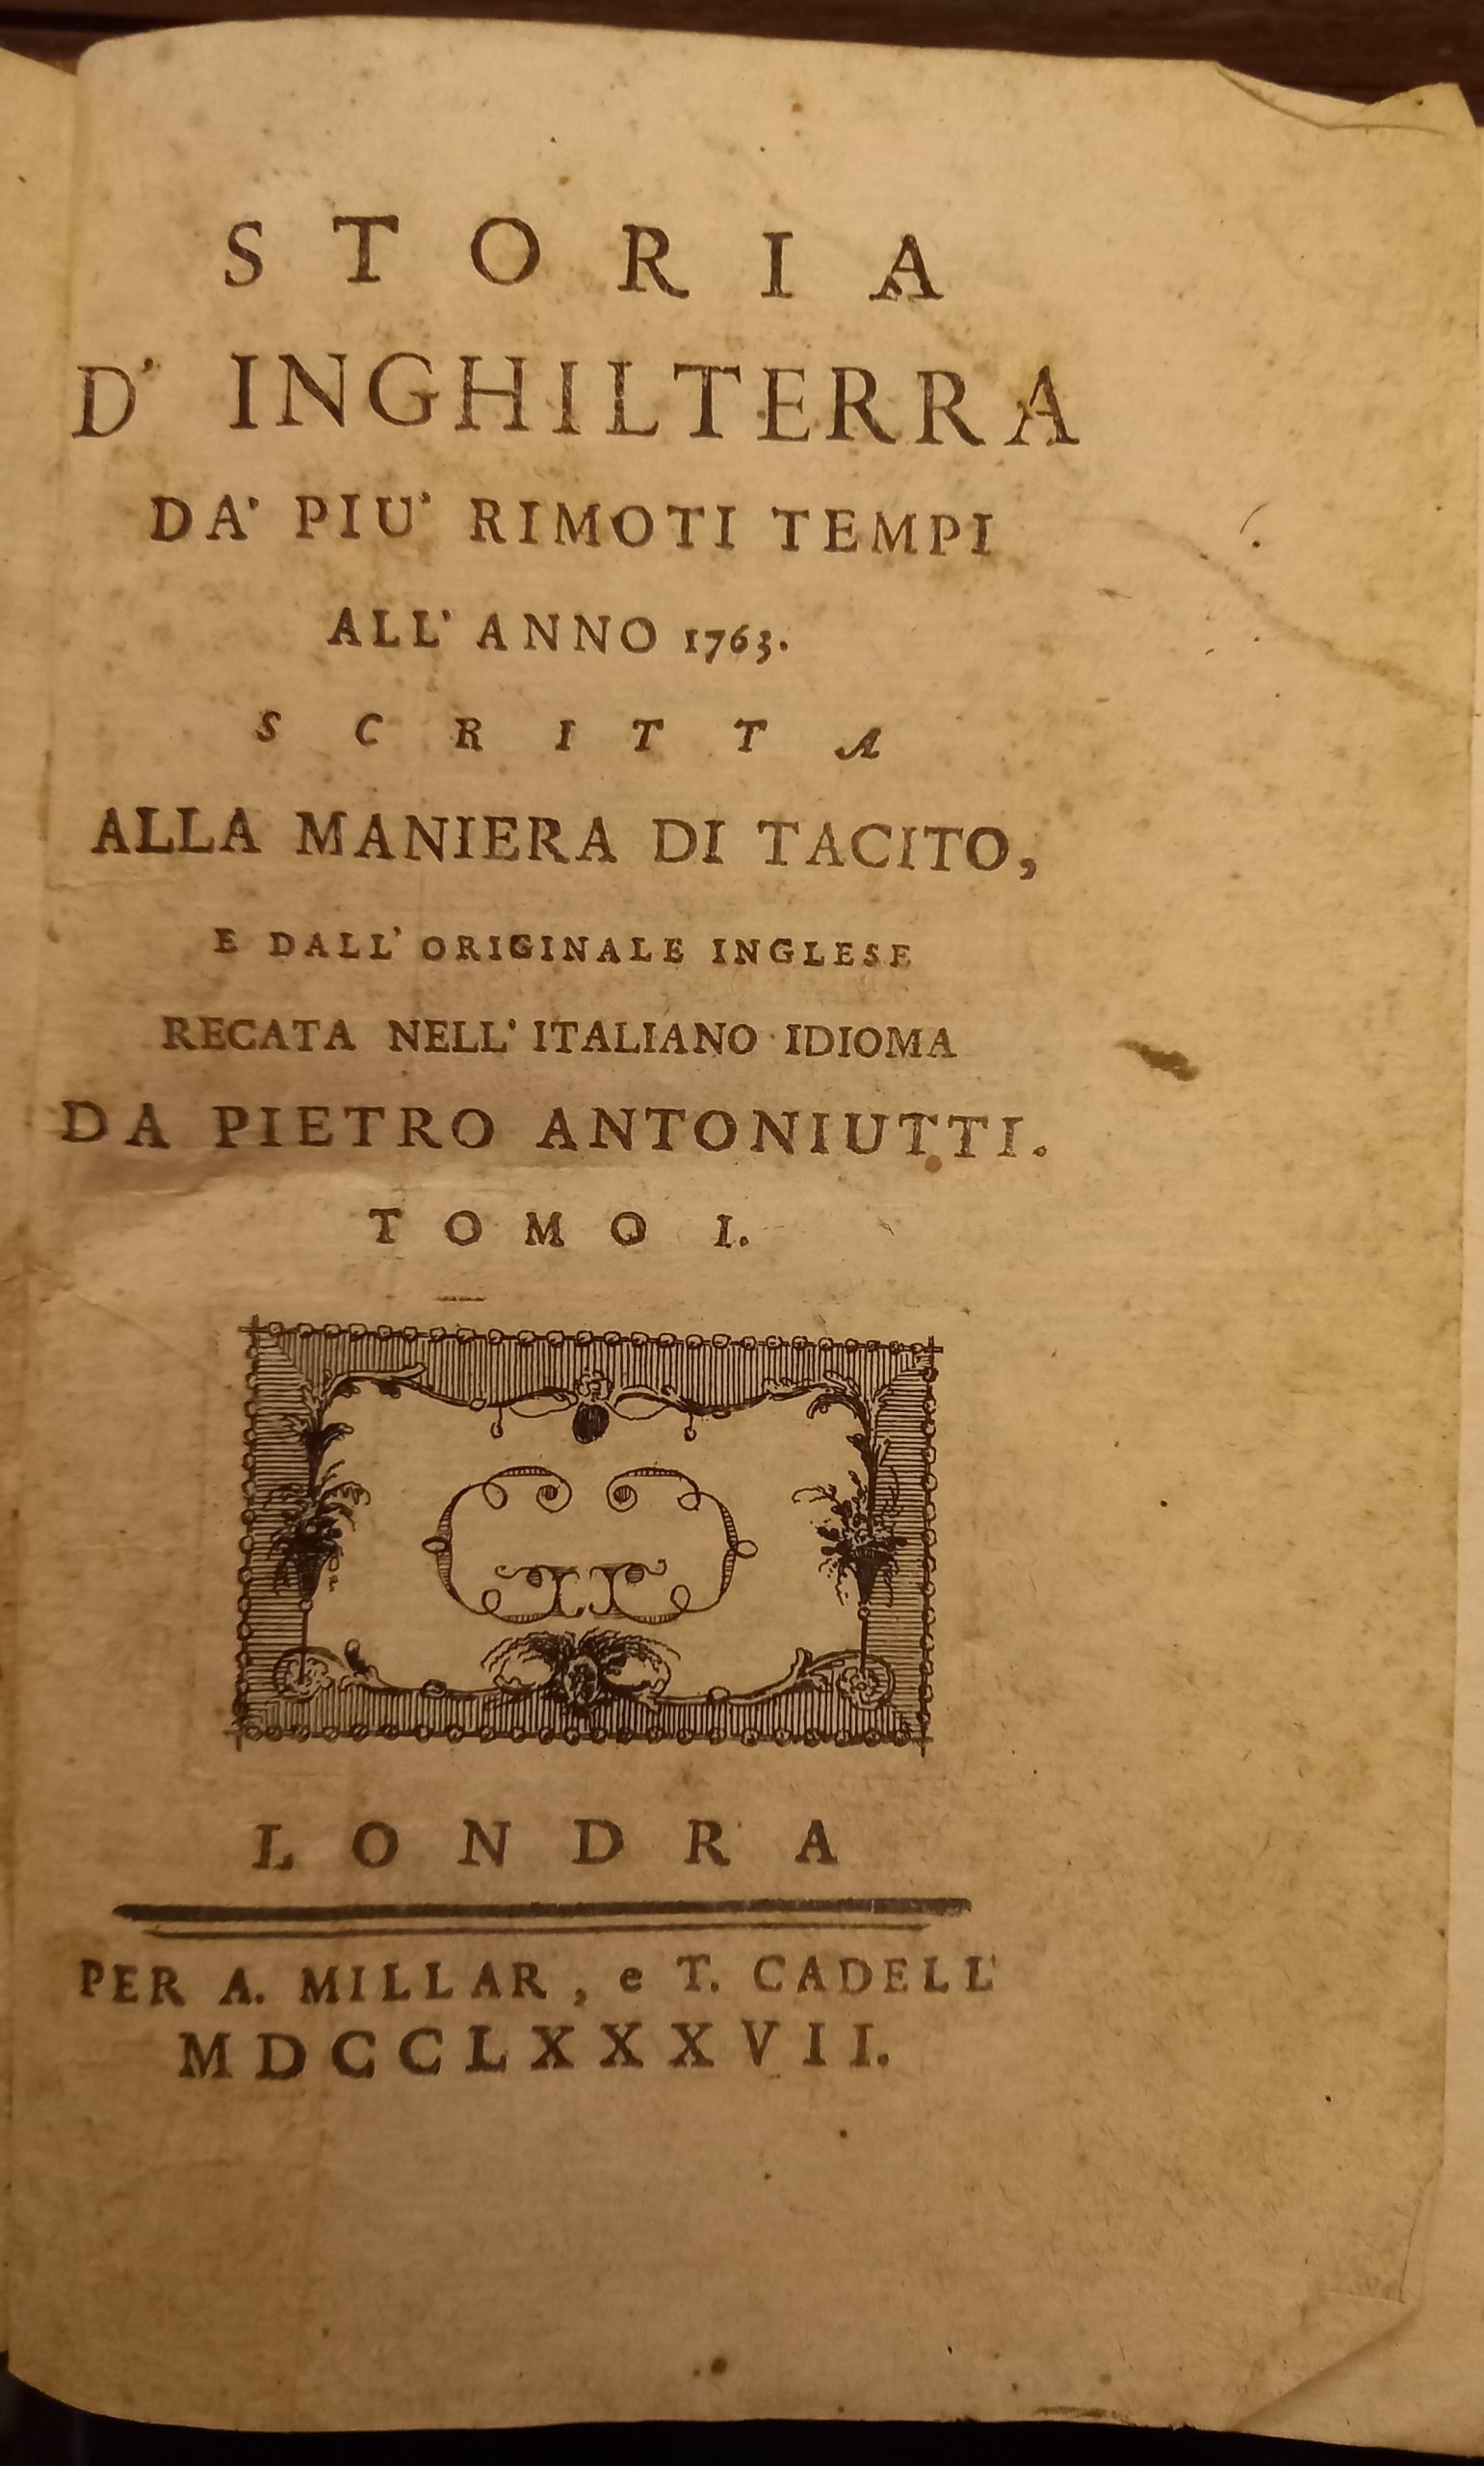 STORIA
D' INGHILTERRA
DA' PIU' RIMOTI TEMPI
ALL' ANNO 1763.
SCRITTA
ALLA MANIERA DI TACITO,
E DALL' ORIGINALE INGLESE
RECATA NELL' ITALIANO IDIOMA
DA PIETRO ANTONIUTTI.
TOMO I.
LONDRA
PER A. MILLAR, e T. CADELL
MDCCLXXXVII.